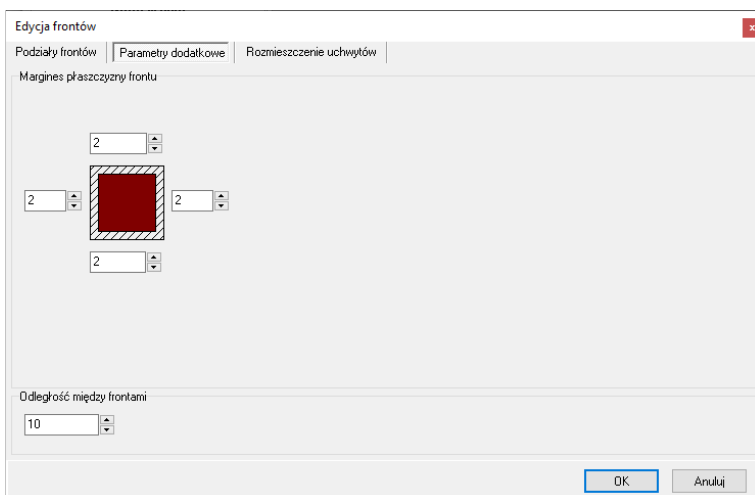 Edycja frontów
Podziały frontów Parametry dodatkowe Rozmieszczenie uchwytów
Margines płaszczyzny frontu
2
2 2
2
Odległość między frontami
10
OK Anuluj